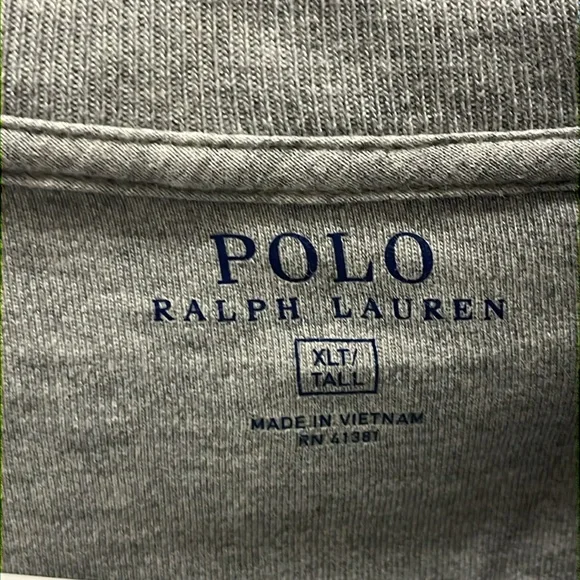 POLO
RALPH LAUREN
XLT/
TALL
MADE IN VIETNAM
RN 41381